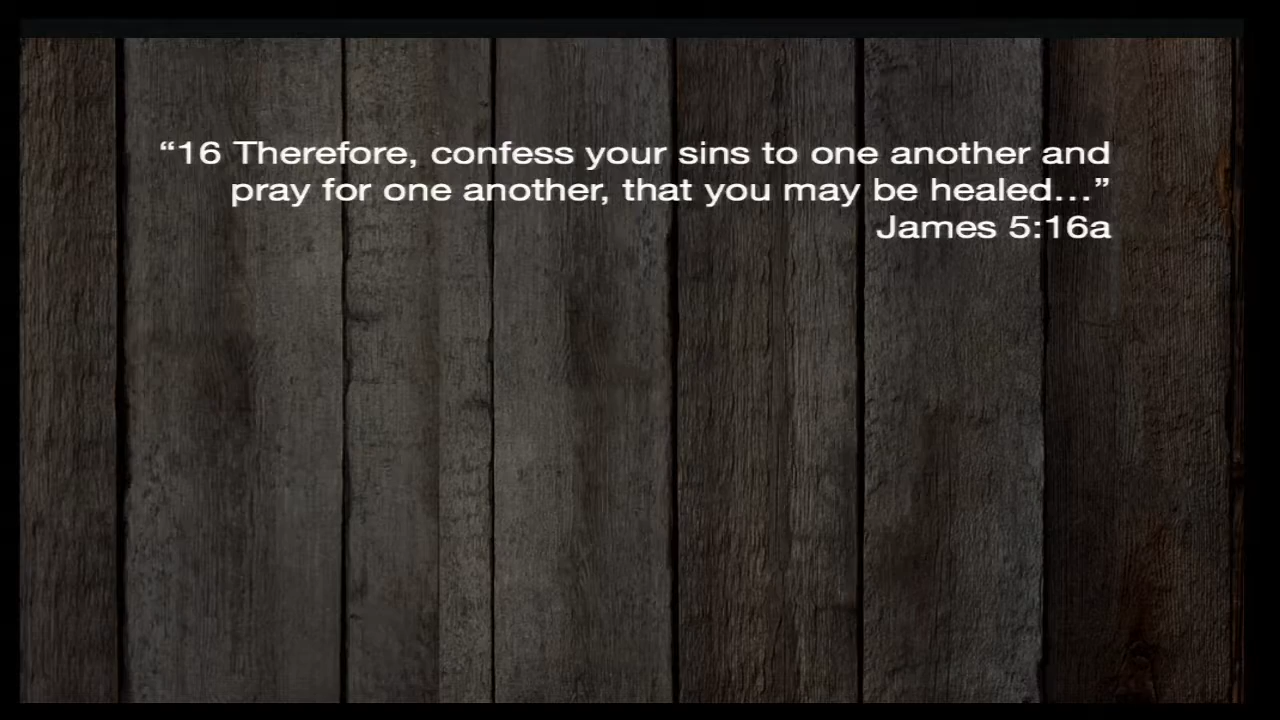 “16 Therefore, confess your sins to one another and
pray for one another, that you may be healed…”
James 5:16a